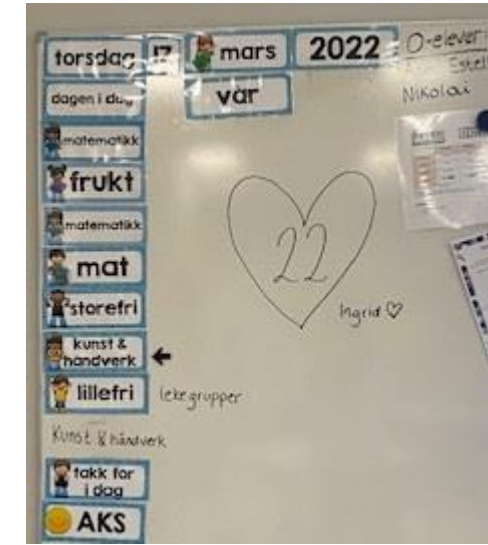 torsdag 17 mars 2022
dagen i dag vår
O-elever
Nikolai
matematikk
frukt
matematikk
mat
storefri
kunst & håndverk
lillefri lekegrupper
Kunst & håndverk
takk for i dag
AKS
22
Ingrid ♡